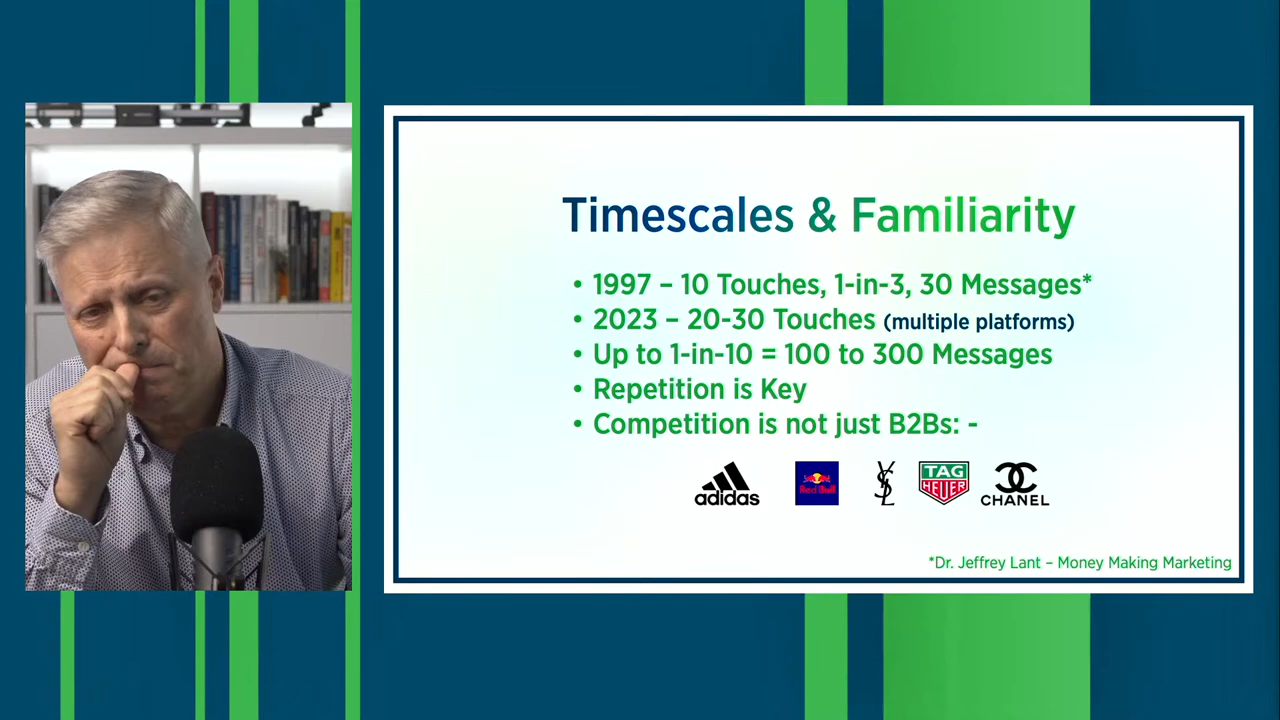 Timescales & Familiarity
• 1997 – 10 Touches, 1-in-3, 30 Messages*
• 2023 – 20-30 Touches (multiple platforms)
• Up to 1-in-10 = 100 to 300 Messages
• Repetition is Key
• Competition is not just B2Bs: -
adidas
Red Bull
YSL
TAG
HEUER
CHANEL
*Dr. Jeffrey Lant – Money Making Marketing